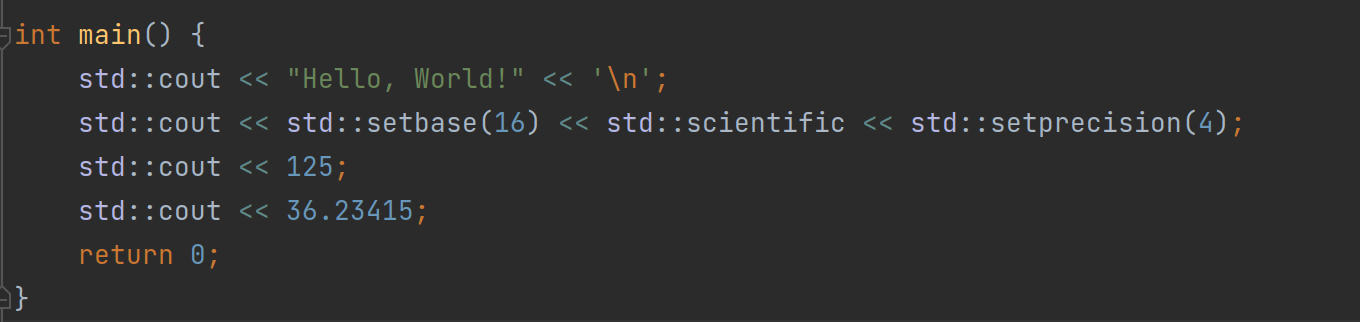 int main() {
    std::cout << "Hello, World!" << '\n';
    std::cout << std::setbase(16) << std::scientific << std::setprecision(4);
    std::cout << 125;
    std::cout << 36.23415;
    return 0;
}